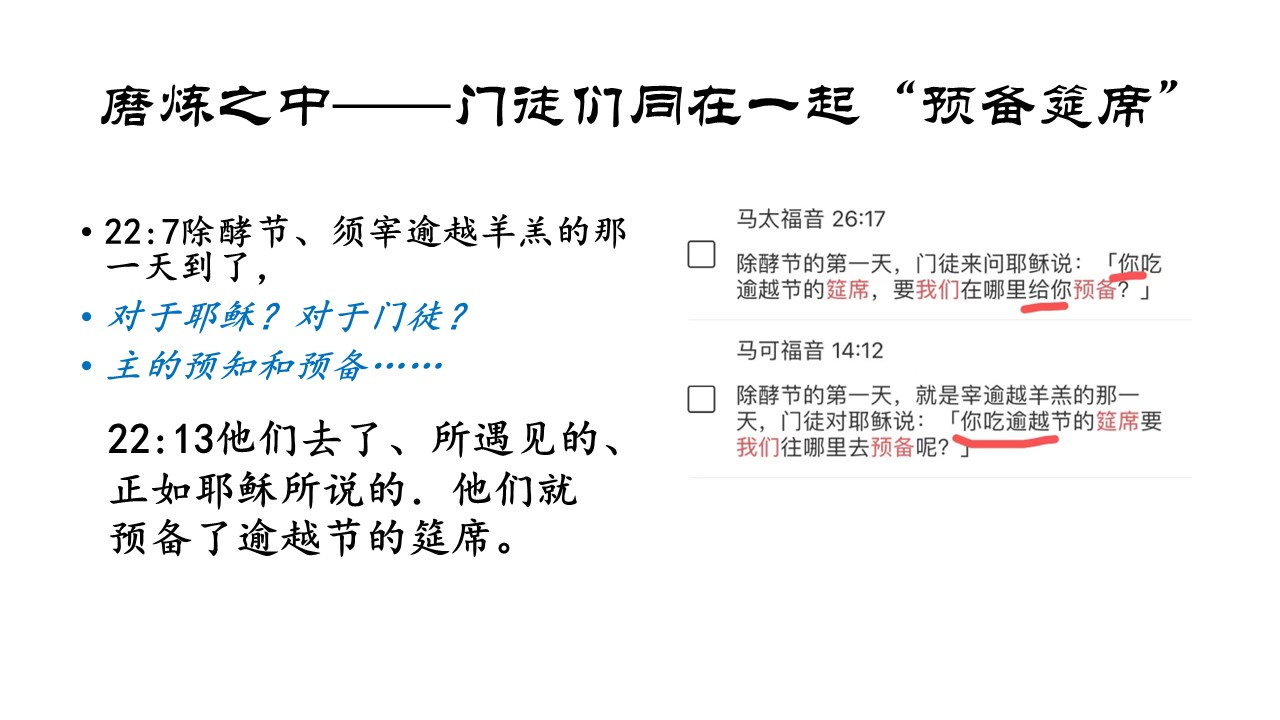 磨炼之中——门徒们同在一起“预备筵席”
• 22:7除酵节、须宰逾越羊羔的那
一天到了，
• 对于耶稣？对于门徒？
• 主的预知和预备……
22:13他们去了、所遇见的、
正如耶稣所说的．他们就
预备了逾越节的筵席。
马太福音 26:17
除酵节的第一天，门徒来问耶稣说：「你吃
逾越节的筵席，要我们在哪里给你预备？」
马可福音 14:12
除酵节的第一天，就是宰逾越羊羔的那一
天，门徒对耶稣说：「你吃逾越节的筵席要
我们往哪里去预备呢？」